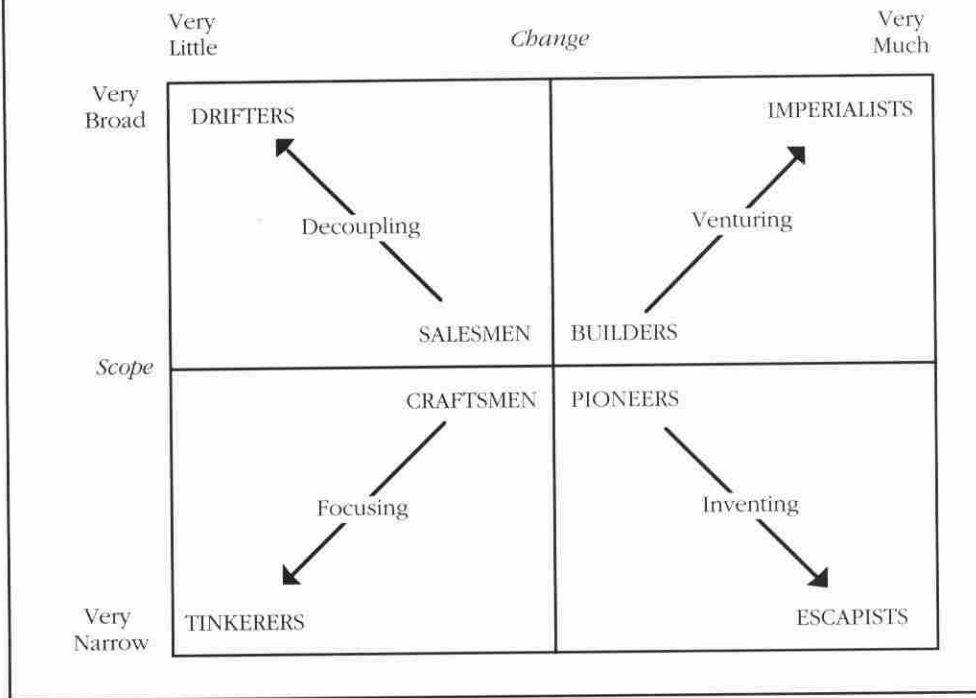 Very
Little
Change
Very
Much
Very
Broad
DRIFTERS
IMPERIALISTS
Decoupling
Venturing
SALESMEN
BUILDERS
Scope
CRAFTSMEN
PIONEERS
Focusing
Inventing
Very
Narrow
TINKERERS
ESCAPISTS